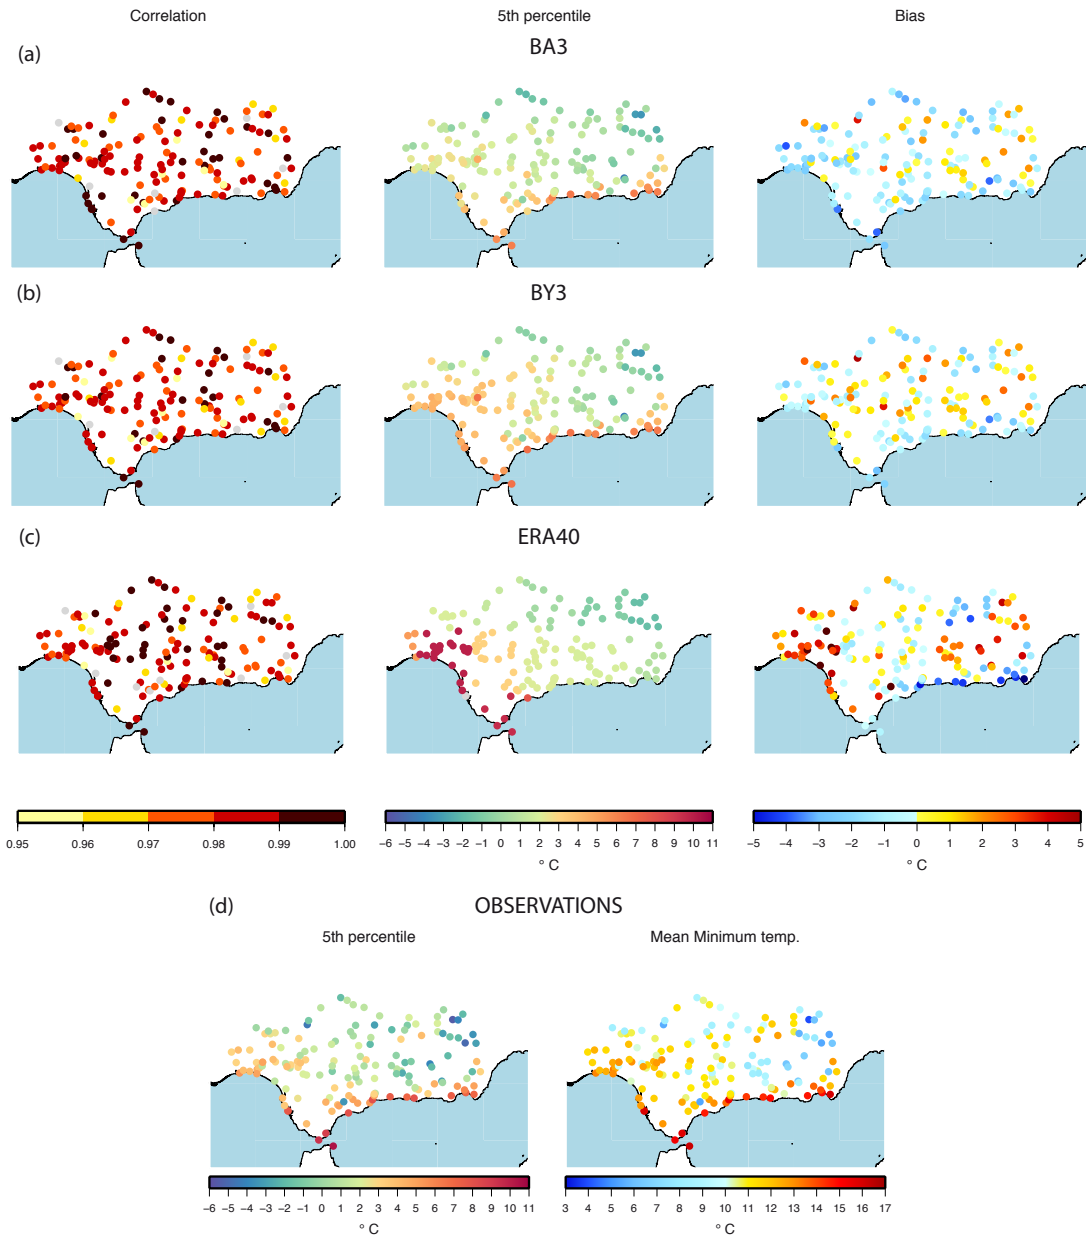 Correlation 5th percentile Bias
(a) BA3
(b) BY3
(c) ERA40
0.95 0.96 0.97 0.98 0.99 1.00
−6 −5 −4 −3 −2 −1 0 1 2 3 4 5 6 7 8 9 10 11
° C
−5 −4 −3 −2 −1 0 1 2 3 4 5
° C
(d) OBSERVATIONS
5th percentile Mean Minimum temp.
−6 −5 −4 −3 −2 −1 0 1 2 3 4 5 6 7 8 9 10 11
° C
3 4 5 6 7 8 9 10 11 12 13 14 15 16 17
° C